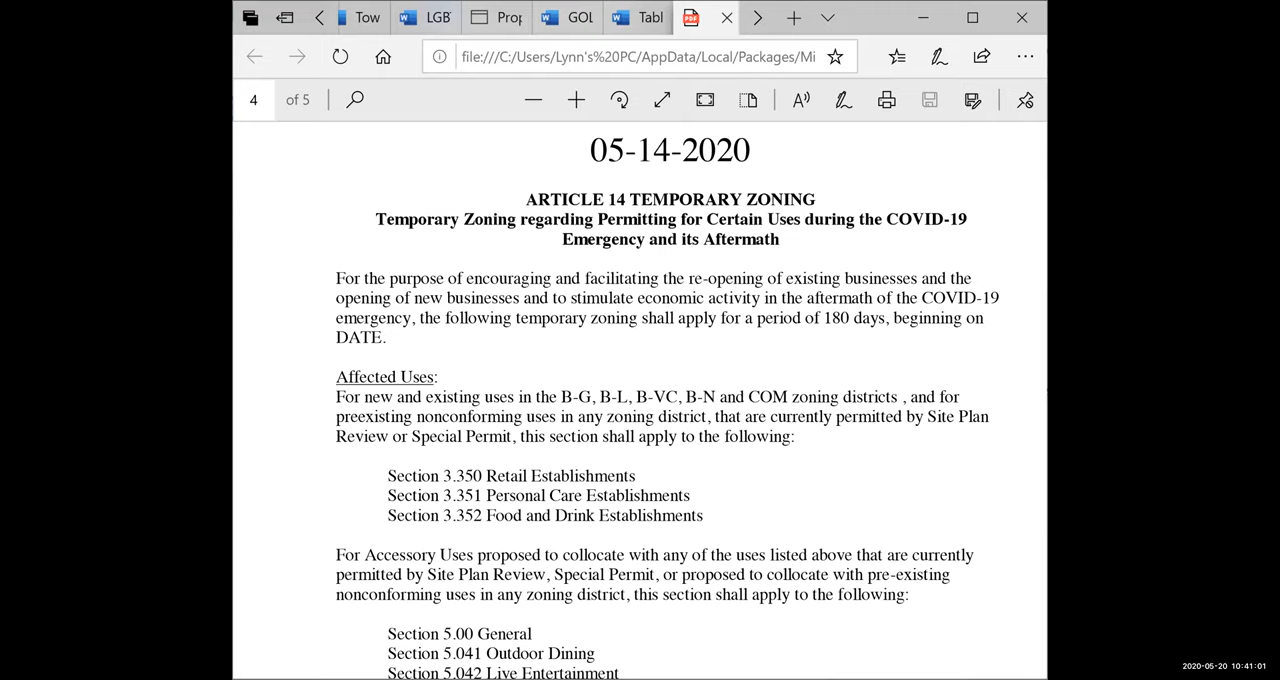 Tow
LGB
Prop
GOL
Tabl
file:///C:/Users/Lynn's%20PC/AppData/Local/Packages/Mi
4 of 5
05-14-2020
ARTICLE 14 TEMPORARY ZONING
Temporary Zoning regarding Permitting for Certain Uses during the COVID-19
Emergency and its Aftermath
For the purpose of encouraging and facilitating the re-opening of existing businesses and the
opening of new businesses and to stimulate economic activity in the aftermath of the COVID-19
emergency, the following temporary zoning shall apply for a period of 180 days, beginning on
DATE.
Affected Uses:
For new and existing uses in the B-G, B-L, B-VC, B-N and COM zoning districts , and for
preexisting nonconforming uses in any zoning district, that are currently permitted by Site Plan
Review or Special Permit, this section shall apply to the following:
Section 3.350 Retail Establishments
Section 3.351 Personal Care Establishments
Section 3.352 Food and Drink Establishments
For Accessory Uses proposed to collocate with any of the uses listed above that are currently
permitted by Site Plan Review, Special Permit, or proposed to collocate with pre-existing
nonconforming uses in any zoning district, this section shall apply to the following:
Section 5.00 General
Section 5.041 Outdoor Dining
Section 5.042 Live Entertainment
2020-05-20 10:41:01